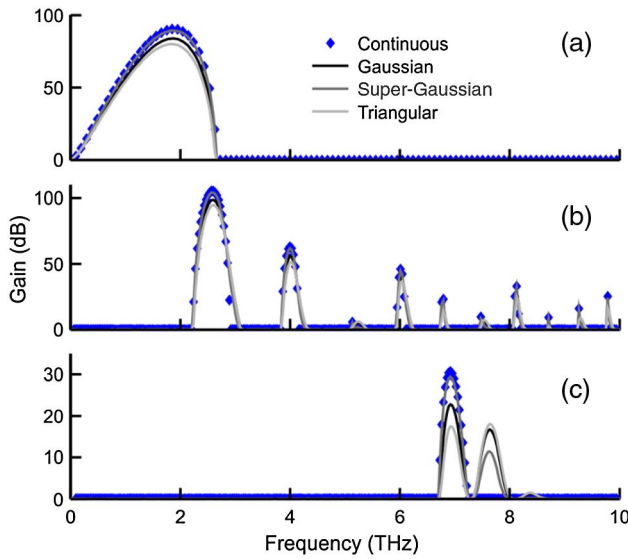 100
50
0
(a)
Continuous
Gaussian
Super-Gaussian
Triangular
100
50
0
(b)
Gain (dB)
30
20
10
0
(c)
0 2 4 6 8 10
Frequency (THz)